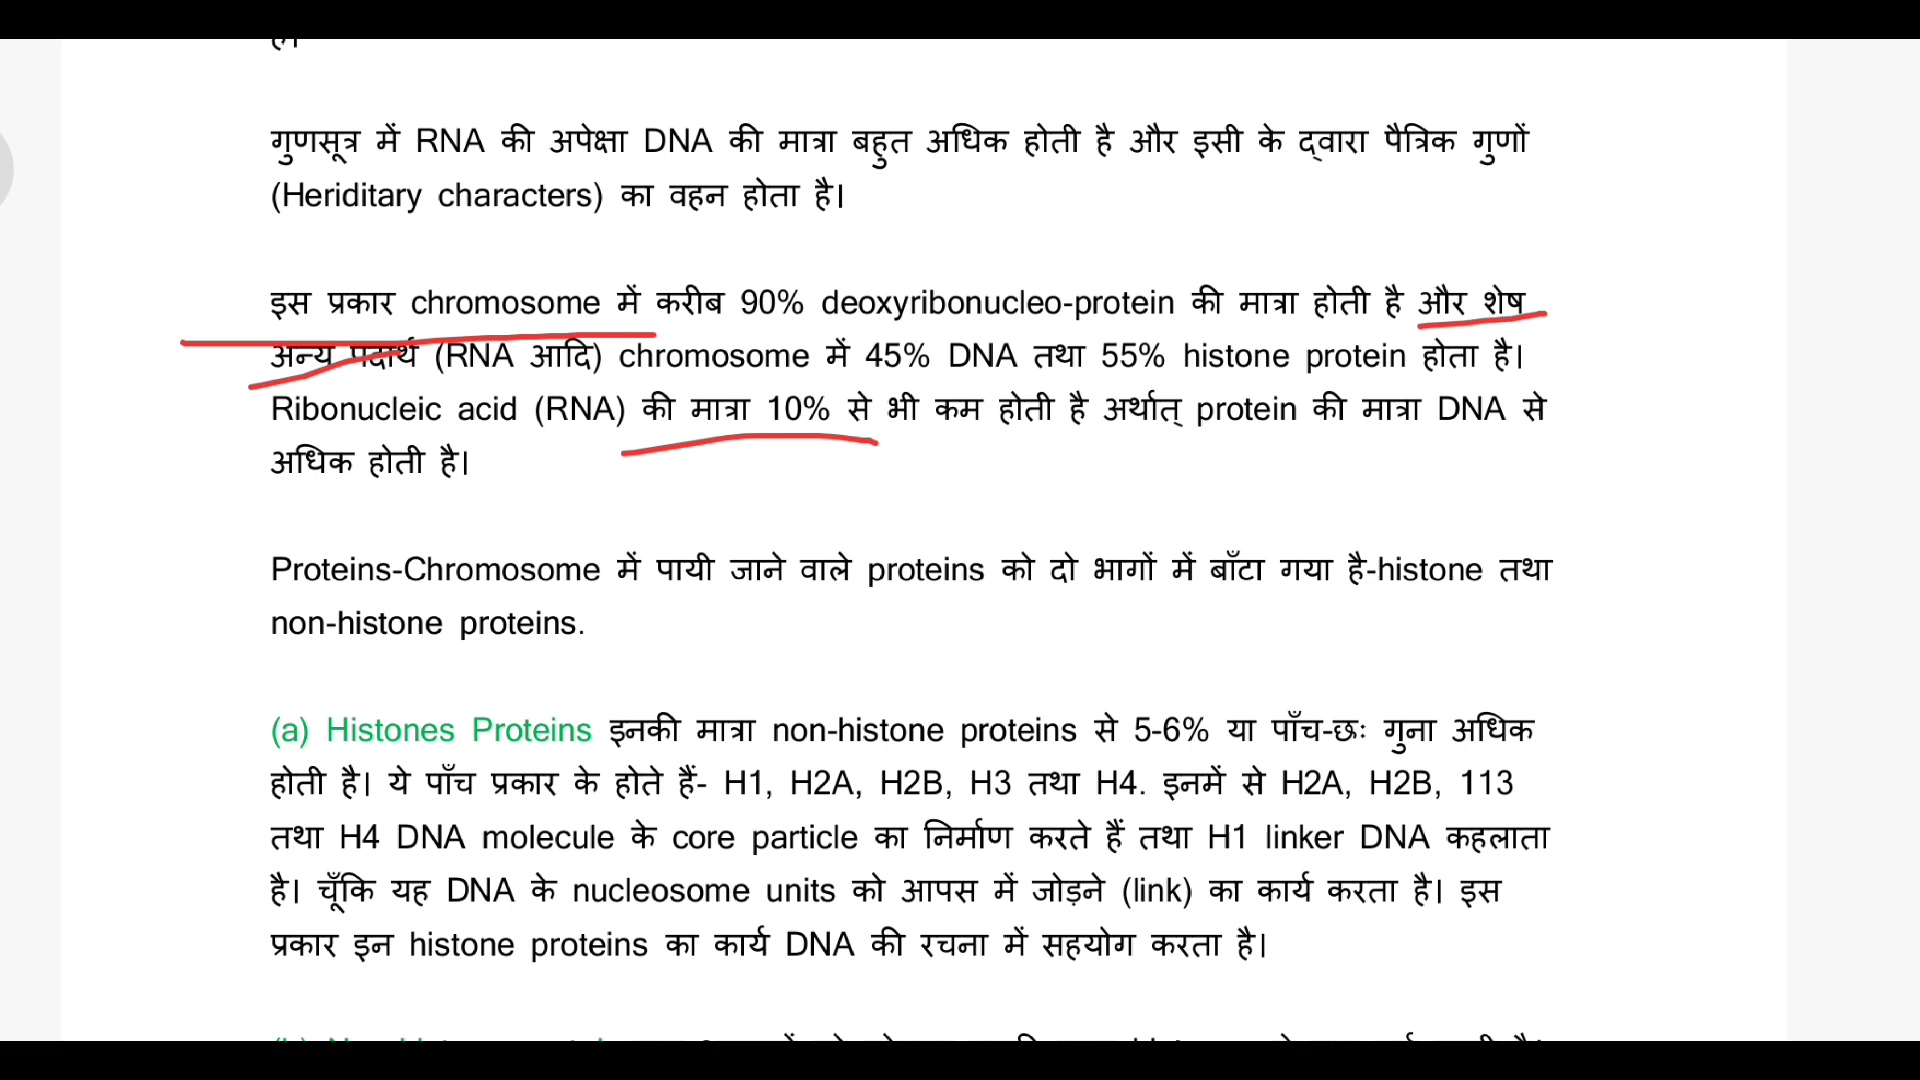 गुणसूत्र में RNA की अपेक्षा DNA की मात्रा बहुत अधिक होती है और इसी के द्वारा पैत्रिक गुणों
(Heriditary characters) का वहन होता है।
इस प्रकार chromosome में करीब 90% deoxyribonucleo-protein की मात्रा होती है और शेष
अन्य पदार्थ (RNA आदि) chromosome में 45% DNA तथा 55% histone protein होता है।
Ribonucleic acid (RNA) की मात्रा 10% से भी कम होती है अर्थात् protein की मात्रा DNA से
अधिक होती है।
Proteins-Chromosome में पायी जाने वाले proteins को दो भागों में बाँटा गया है-histone तथा
non-histone proteins.
(a) Histones Proteins इनकी मात्रा non-histone proteins से 5-6% या पाँच-छः गुना अधिक
होती है। ये पाँच प्रकार के होते हैं- H1, H2A, H2B, H3 तथा H4. इनमें से H2A, H2B, 113
तथा H4 DNA molecule के core particle का निर्माण करते हैं तथा H1 linker DNA कहलाता
है। चूँकि यह DNA के nucleosome units को आपस में जोड़ने (link) का कार्य करता है। इस
प्रकार इन histone proteins का कार्य DNA की रचना में सहयोग करता है।